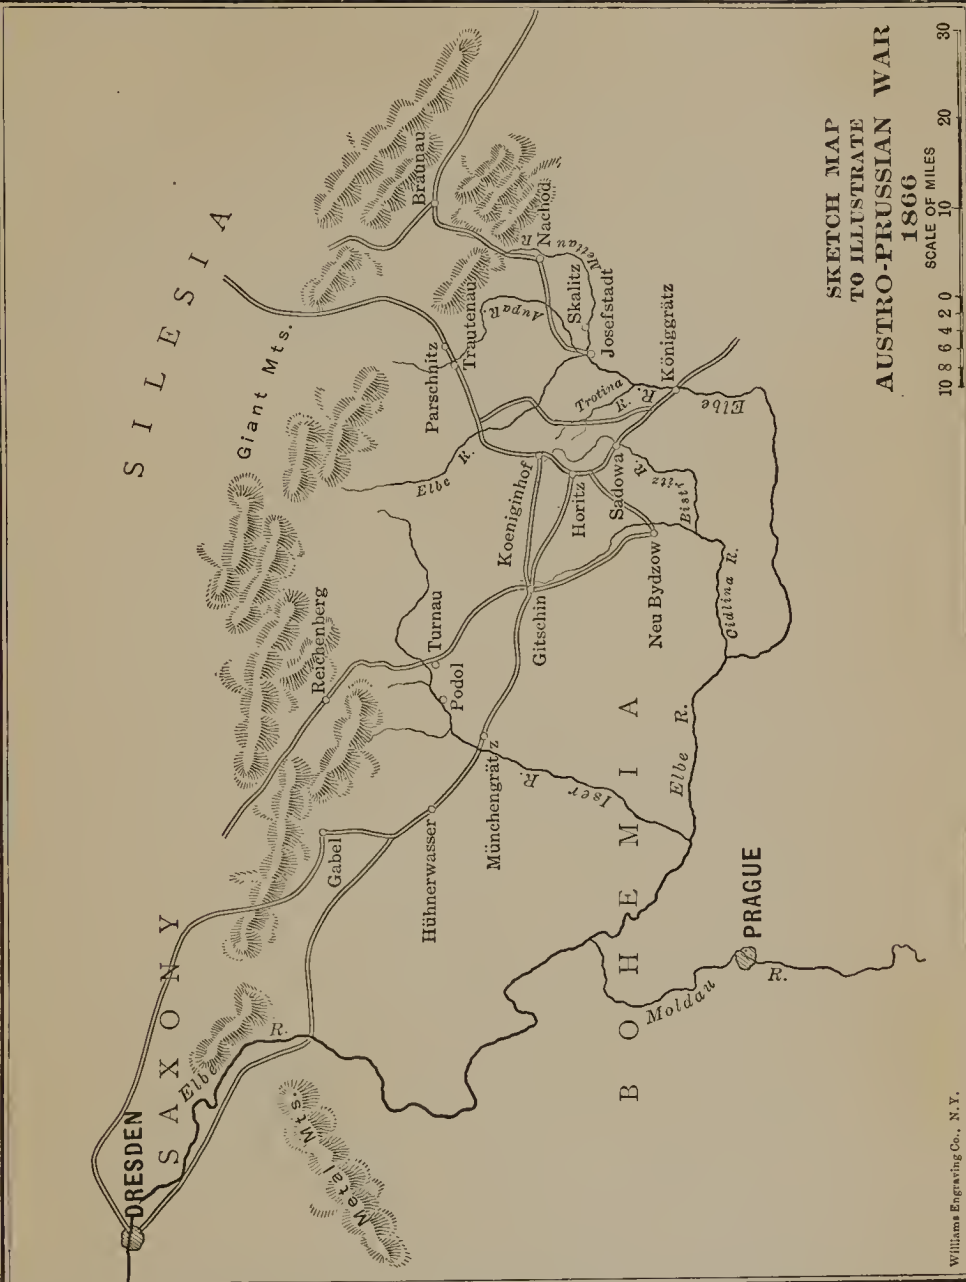 SILESIA
Giant Mts.
SAXONY
DRESDEN
Elbe R.
Metal Mts.
Reichenberg
Gabel
Hühnerwasser
Münchengrätz
Podol
Turnau
Iser R.
Gitschin
Koeniginhof
Horitz
Sadowa
Neu Bydzow
Bistritz R.
Cidlina R.
Elbe R.
Parschnitz
Trautenau
Aupa R.
Braunau
Nachod
Mettau R.
Skalitz
Josefstadt
Trotina R.
R.
Königgrätz
Elbe
Elbe R.
BOHEMIA
PRAGUE
Moldau R.
SKETCH MAP
TO ILLUSTRATE
AUSTRO-PRUSSIAN WAR
1866
SCALE OF MILES
10 8 6 4 2 0 10 20 30
Williams Engraving Co., N.Y.